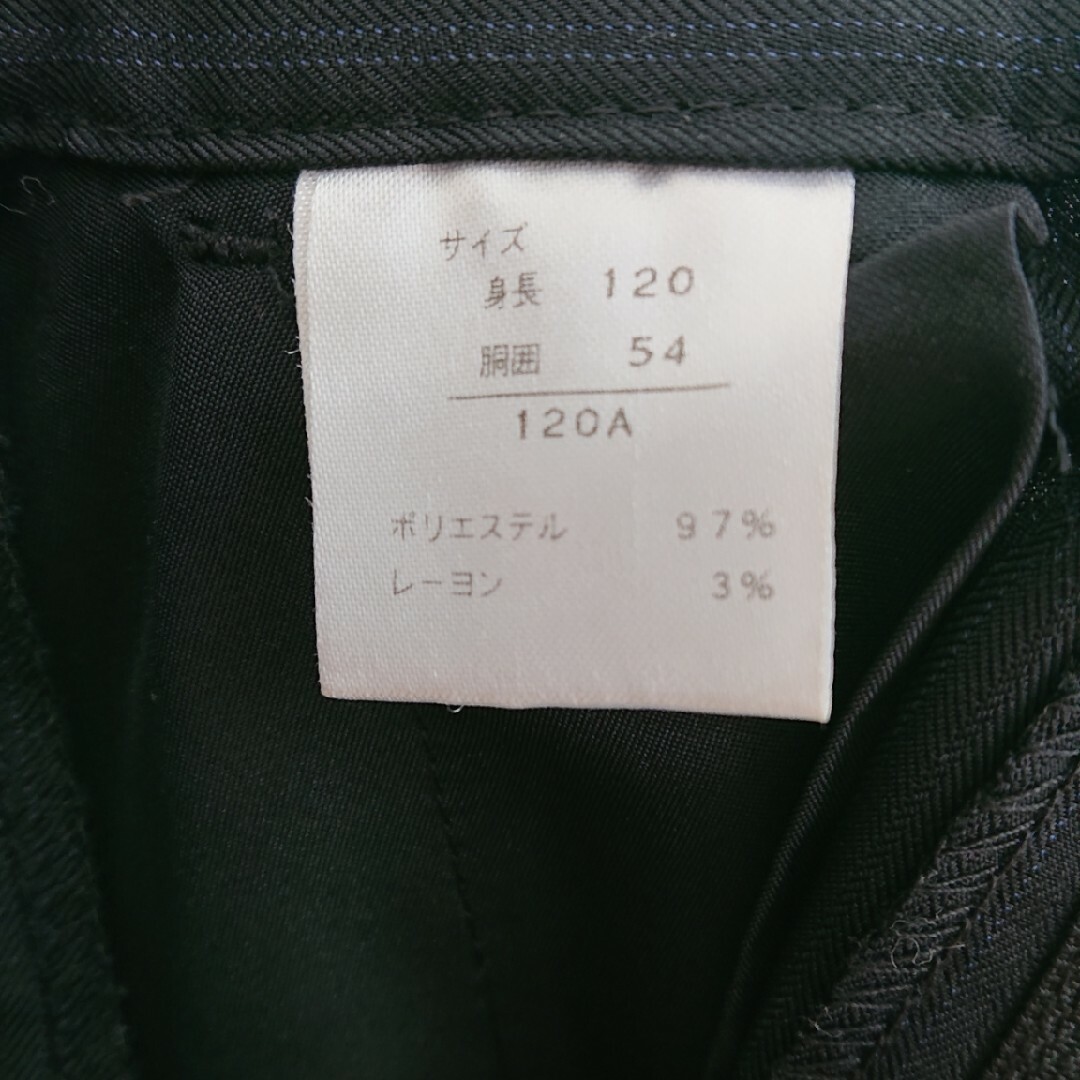 サイズ
身長 120
胴囲 54
120A
ポリエステル 97%
レーヨン 3%